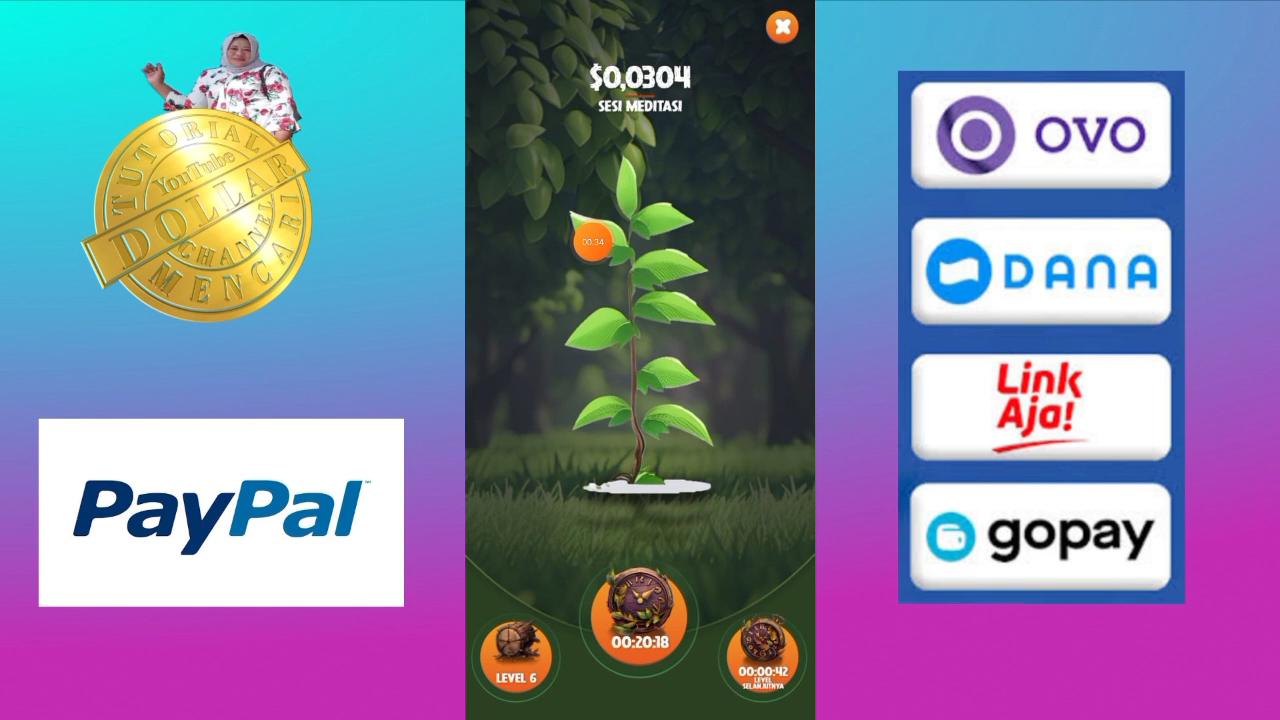 TUTORIAL
YouTube
DOLLAR
CHANNEL
MENCARI
PayPal
$0,0304
SESI MEDITASI
00:34
LEVEL 6
00:20:18
00:00:42
LEVEL
SELANJUTNYA
OVO
DANA
Link
Aja!
gopay